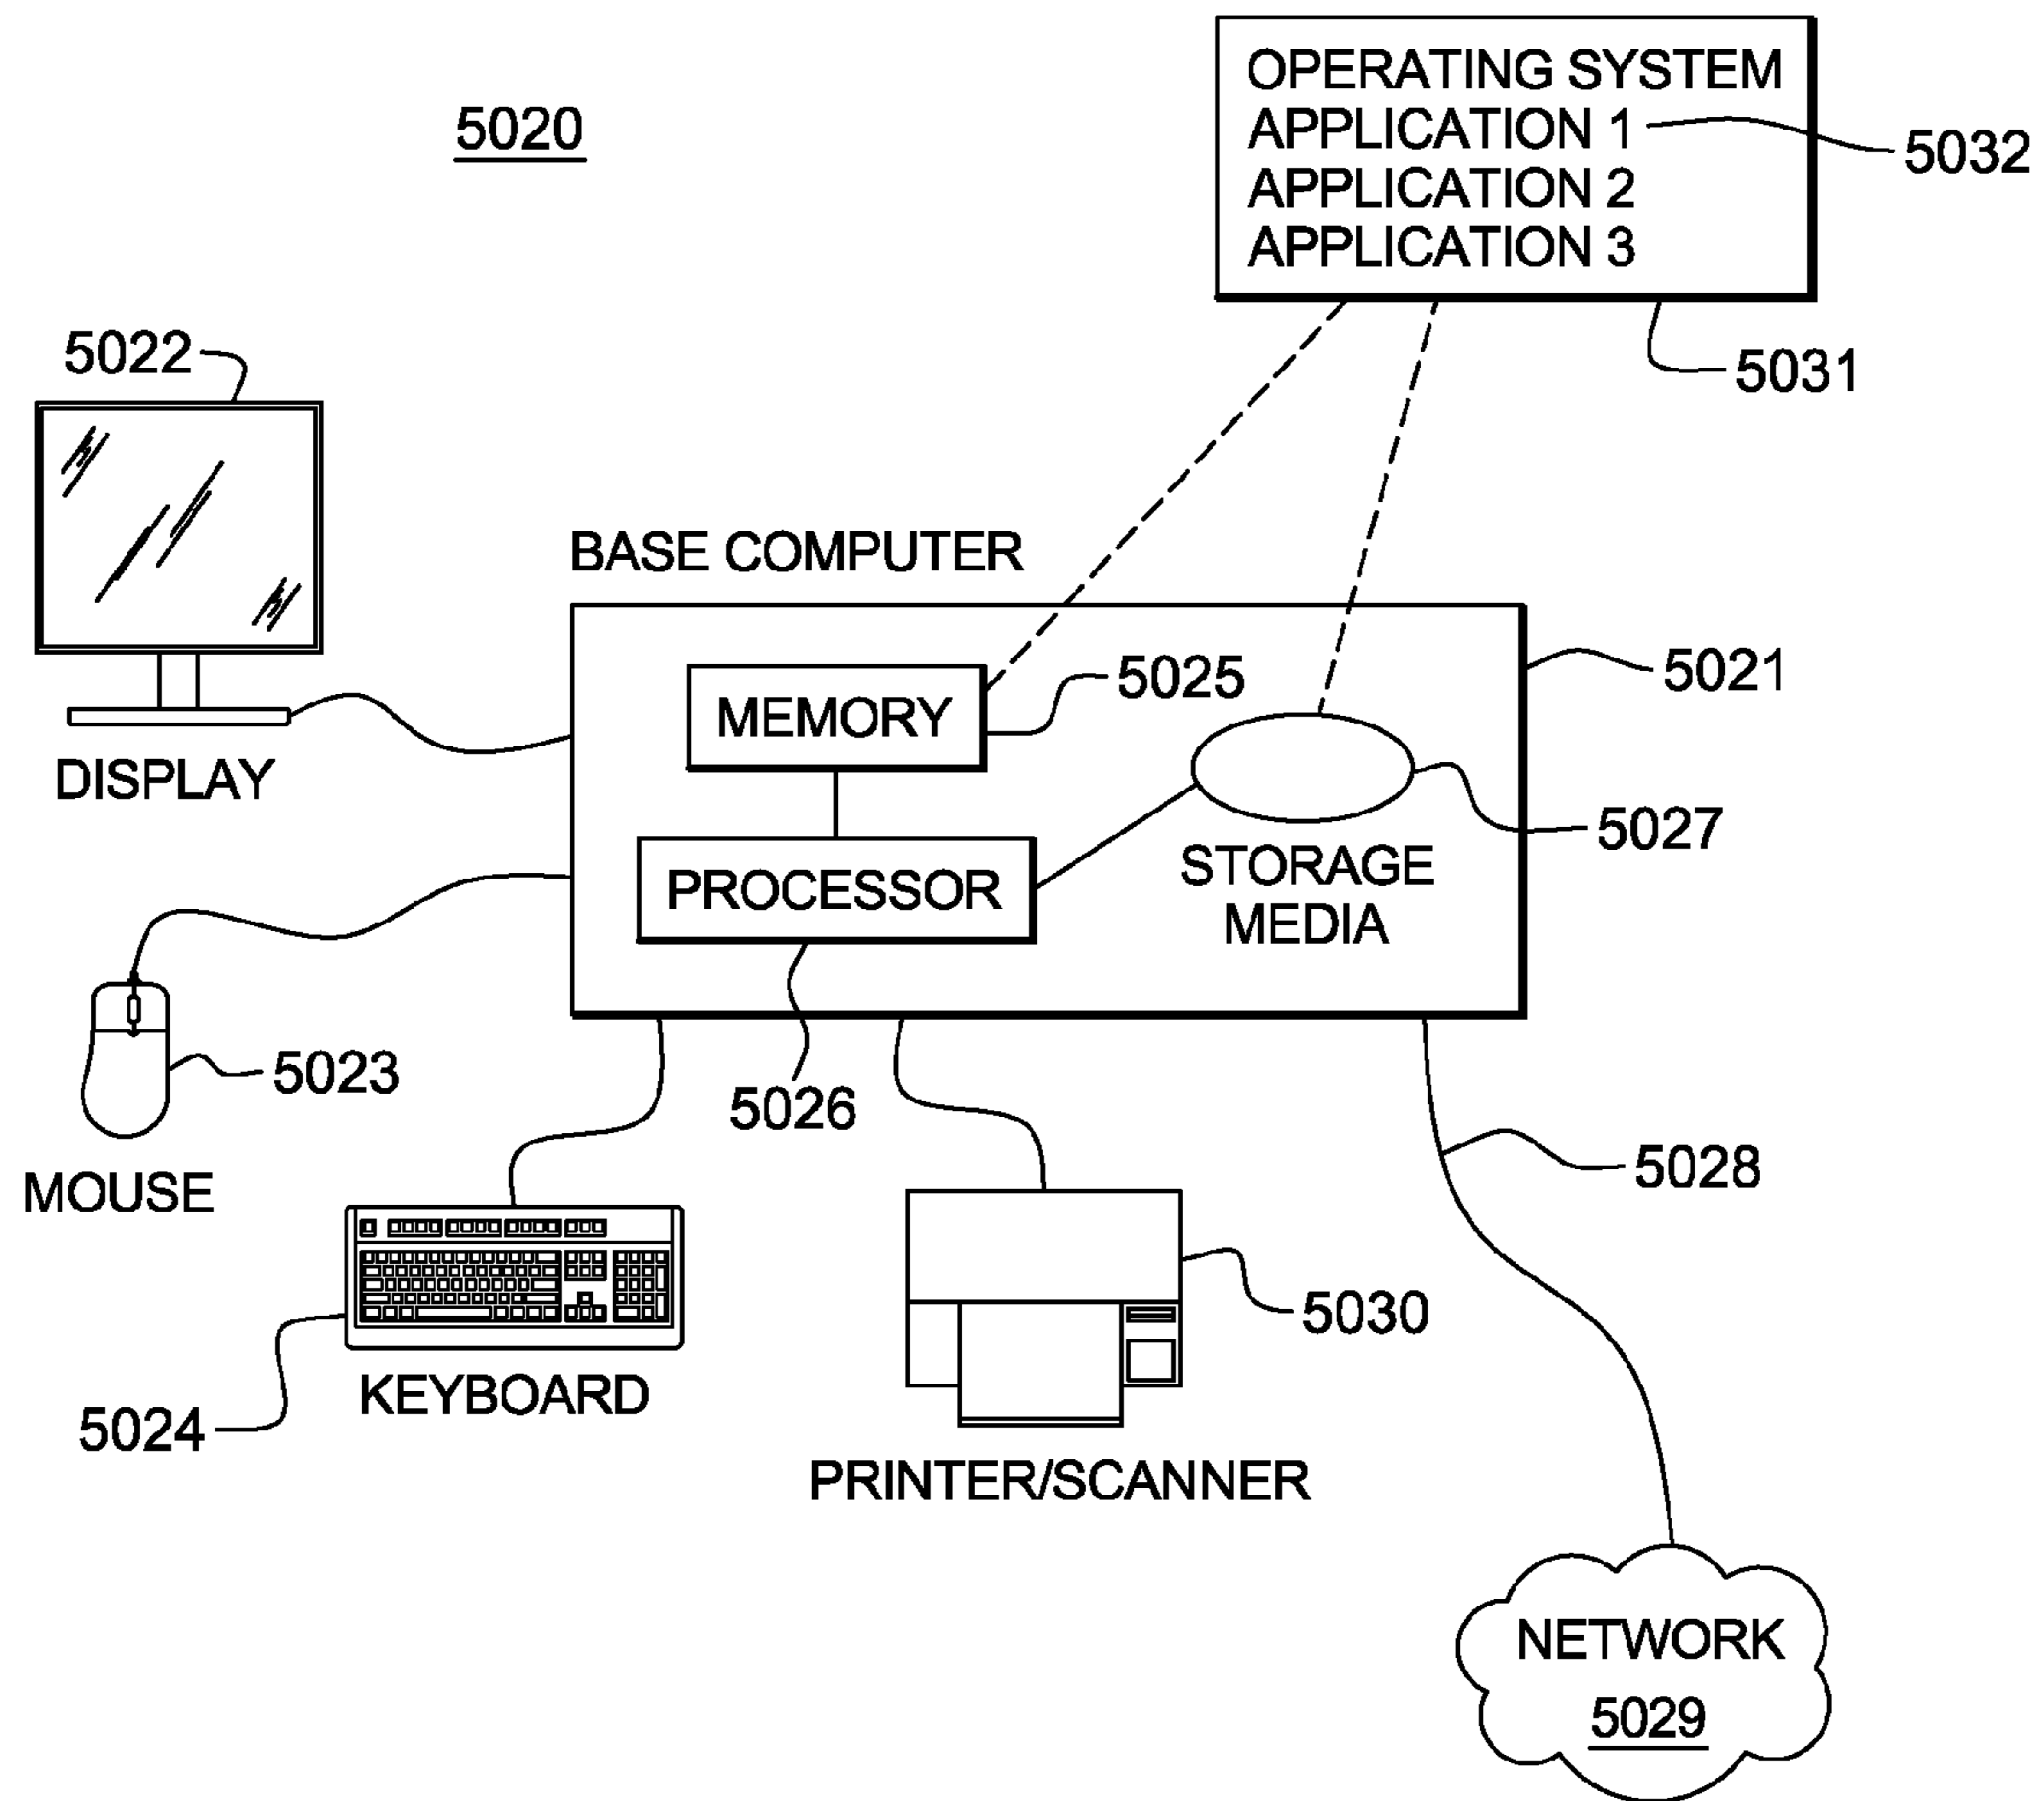 5020
OPERATING SYSTEM
APPLICATION 1
APPLICATION 2
APPLICATION 3
5032
5031
5022
DISPLAY
BASE COMPUTER
MEMORY
5025
5021
PROCESSOR
STORAGE
MEDIA
5027
5026
5023
MOUSE
5028
KEYBOARD
5024
5030
PRINTER/SCANNER
NETWORK
5029